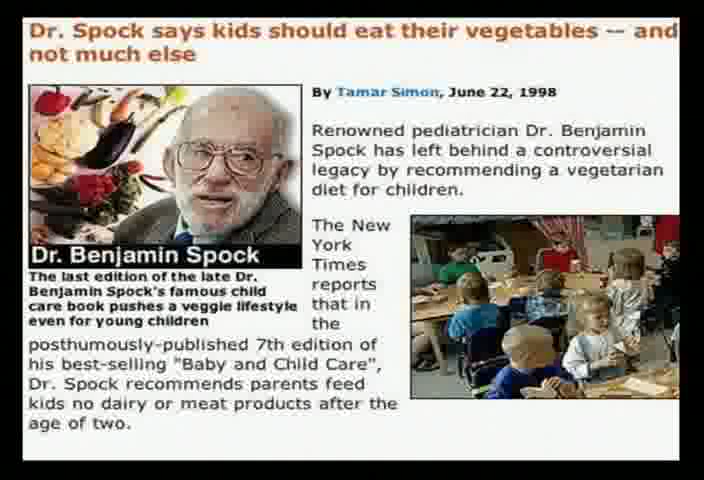 Dr. Spock says kids should eat their vegetables -- and
not much else
By Tamar Simon, June 22, 1998
Renowned pediatrician Dr. Benjamin
Spock has left behind a controversial
legacy by recommending a vegetarian
diet for children.
Dr. Benjamin Spock
The last edition of the late Dr.
Benjamin Spock's famous child
care book pushes a veggie lifestyle
even for young children
The New
York
Times
reports
that in
the
posthumously-published 7th edition of
his best-selling "Baby and Child Care",
Dr. Spock recommends parents feed
kids no dairy or meat products after the
age of two.